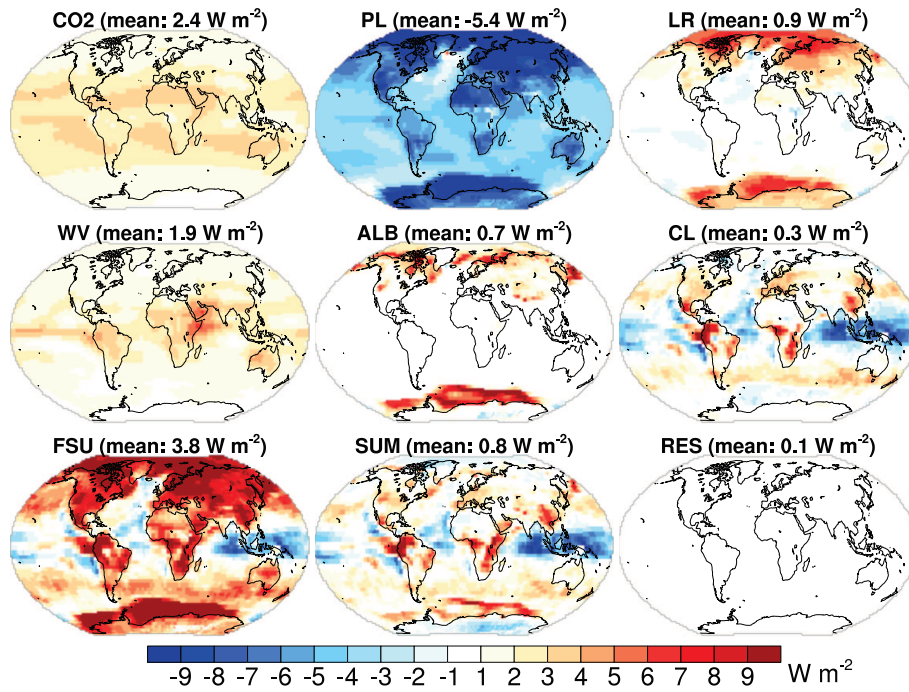 CO2 (mean: 2.4 W m⁻²)
PL (mean: -5.4 W m⁻²)
LR (mean: 0.9 W m⁻²)
WV (mean: 1.9 W m⁻²)
ALB (mean: 0.7 W m⁻²)
CL (mean: 0.3 W m⁻²)
FSU (mean: 3.8 W m⁻²)
SUM (mean: 0.8 W m⁻²)
RES (mean: 0.1 W m⁻²)
-9 -8 -7 -6 -5 -4 -3 -2 -1 1 2 3 4 5 6 7 8 9 W m⁻²